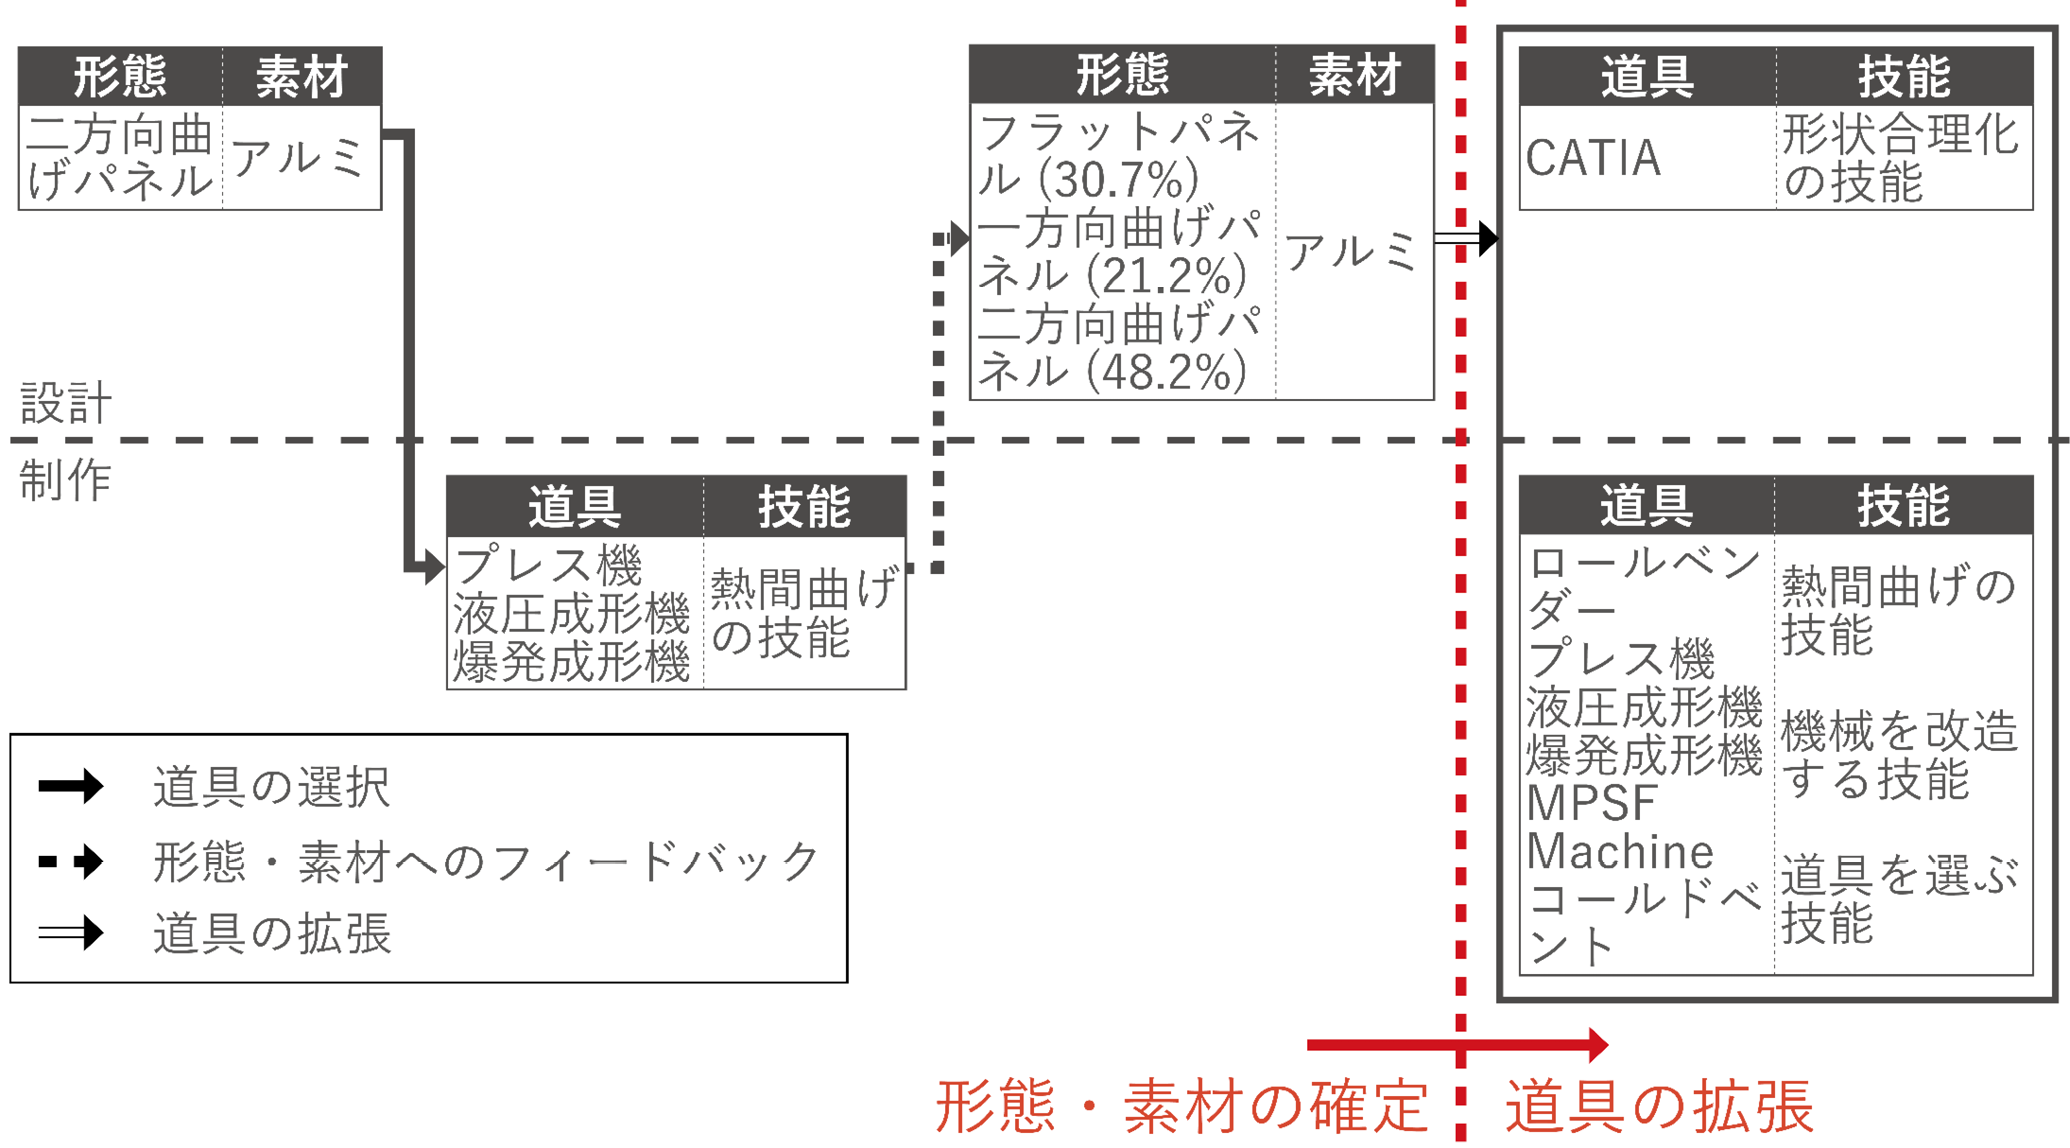 形態 素材
二方向曲
げパネル
アルミ
形態 素材
フラットパネ
ル (30.7%)
一方向曲げパ
ネル (21.2%)
二方向曲げパ
ネル (48.2%)
アルミ
道具 技能
CATIA
形状合理化
の技能
設計
制作
道具 技能
プレス機
液圧成形機
爆発成形機
熱間曲げ
の技能
道具 技能
ロールベン
ダー
プレス機
液圧成形機
爆発成形機
MPSF
Machine
コールドベ
ント
熱間曲げの
技能
機械を改造
する技能
道具を選ぶ
技能
道具の選択
形態・素材へのフィードバック
道具の拡張
形態・素材の確定 道具の拡張